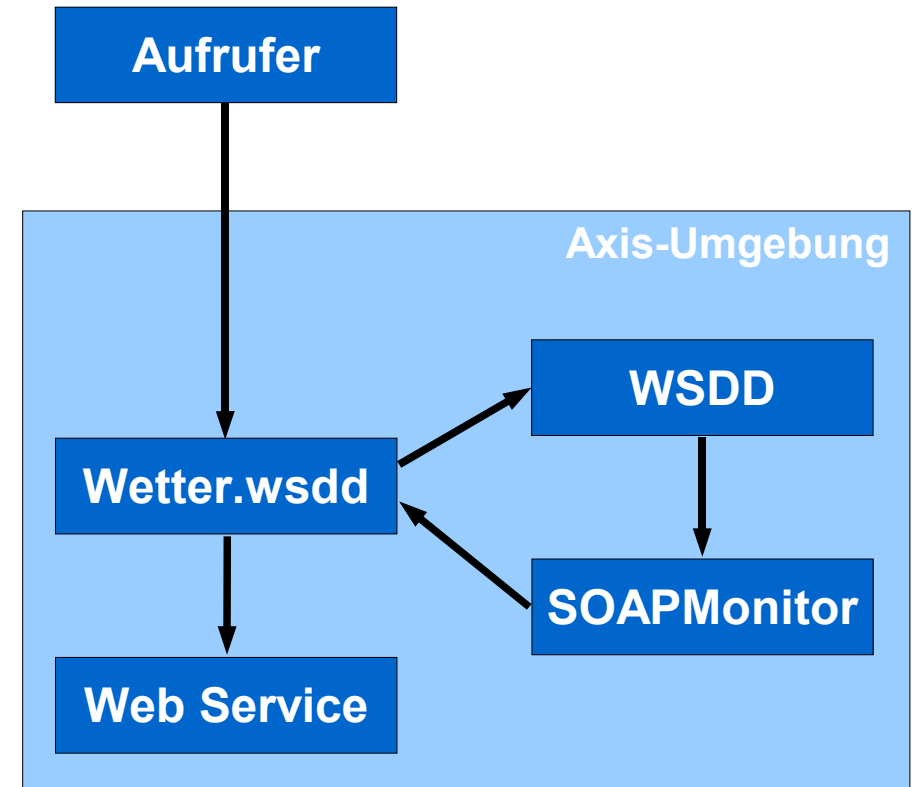 Aufrufer
Axis-Umgebung
WSDD
Wetter.wsdd
SOAPMonitor
Web Service